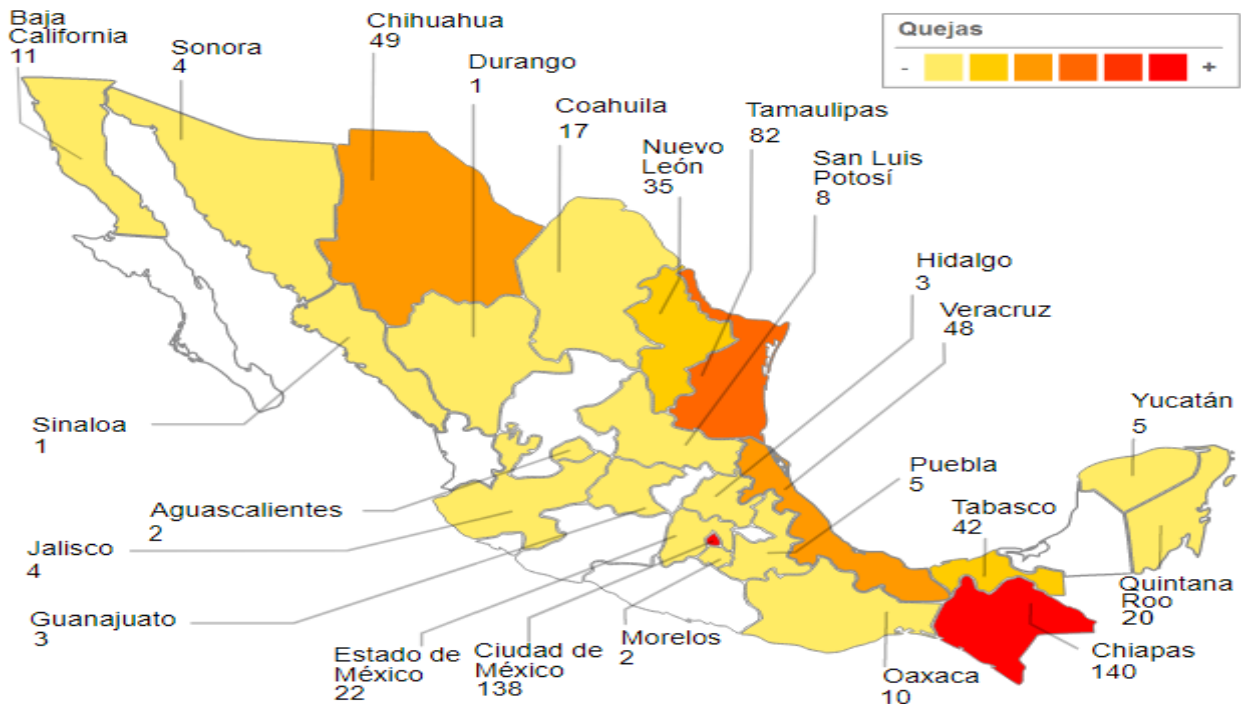 Baja
California
11
Sonora
4
Chihuahua
49
Durango
1
Coahuila
17
Nuevo
León
35
Tamaulipas
82
San Luis
Potosí
8
Quejas
- +
Hidalgo
3
Veracruz
48
Sinaloa
1
Aguascalientes
2
Jalisco
4
Guanajuato
3
Estado de
México
22
Ciudad de
México
138
Morelos
2
Puebla
5
Tabasco
42
Yucatán
5
Quintana
Roo
20
Chiapas
140
Oaxaca
10